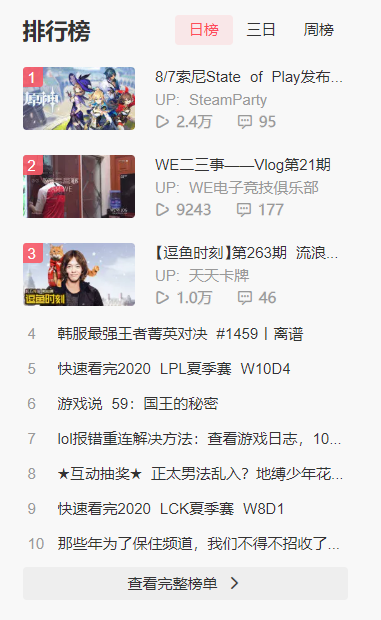 排行榜 日榜 三日 周榜
1
原神
8/7索尼State of Play发布...
UP: SteamParty
2.4万 95
2
WE二三事——Vlog第21期
UP: WE电子竞技俱乐部
9243 177
3
逗鱼时刻
【逗鱼时刻】第263期 流浪...
UP: 天天卡牌
1.0万 46
4 韩服最强王者菁英对决 #1459丨离谱
5 快速看完2020 LPL夏季赛 W10D4
6 游戏说 59：国王的秘密
7 lol报错重连解决方法：查看游戏日志，10...
8 ★互动抽奖★ 正太男法乱入？地缚少年花...
9 快速看完2020 LCK夏季赛 W8D1
10 那些年为了保住频道，我们不得不招收了...
查看完整榜单 >